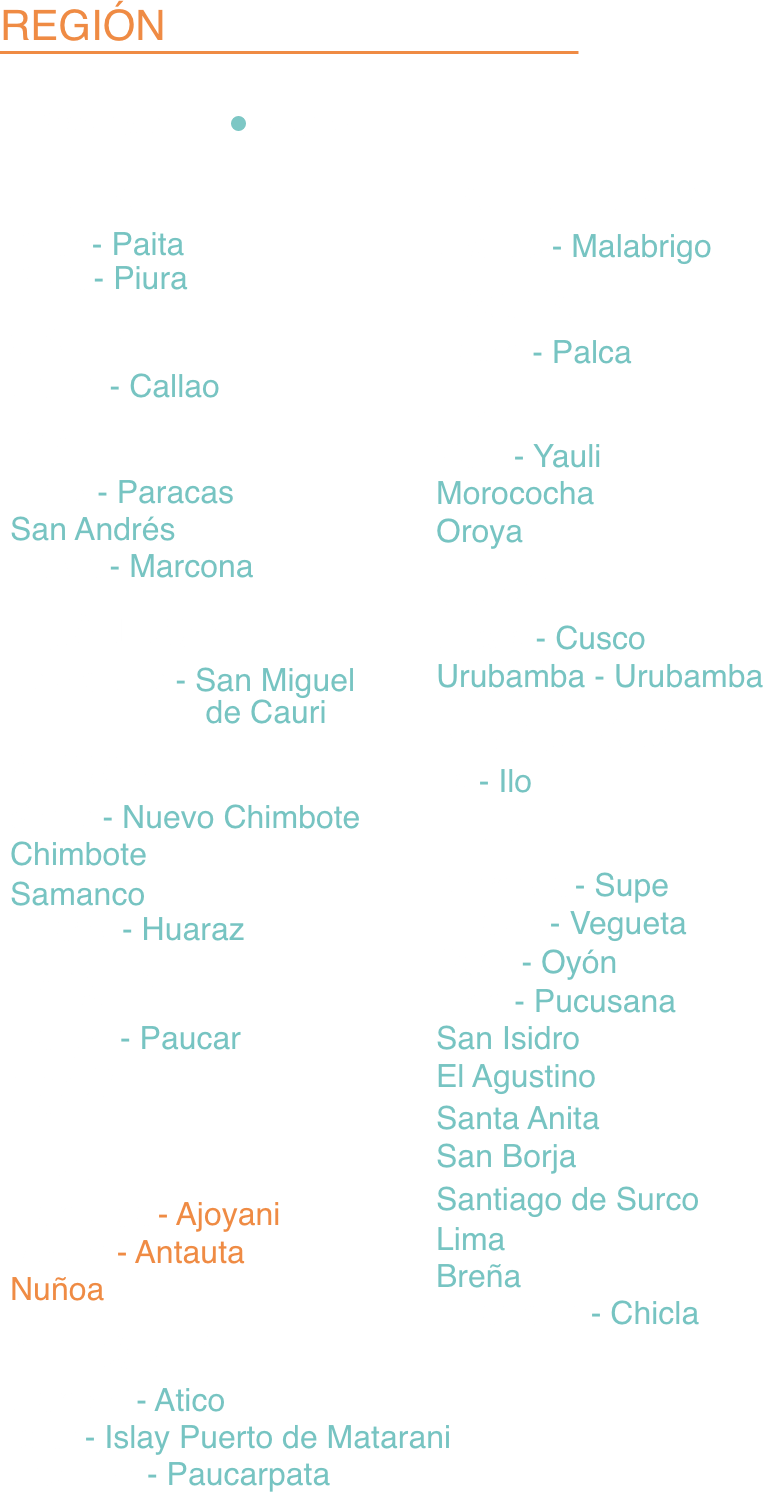 REGIÓN
- Paita
- Piura
- Callao
- Paracas
San Andrés
- Marcona
- San Miguel
de Cauri
- Nuevo Chimbote
Chimbote
Samanco
- Huaraz
- Paucar
- Ajoyani
- Antauta
Nuñoa
- Atico
- Islay Puerto de Matarani
- Paucarpata
- Malabrigo
- Palca
- Yauli
Morococha
Oroya
- Cusco
Urubamba - Urubamba
- Ilo
- Supe
- Vegueta
- Oyón
- Pucusana
San Isidro
El Agustino
Santa Anita
San Borja
Santiago de Surco
Lima
Breña
- Chicla